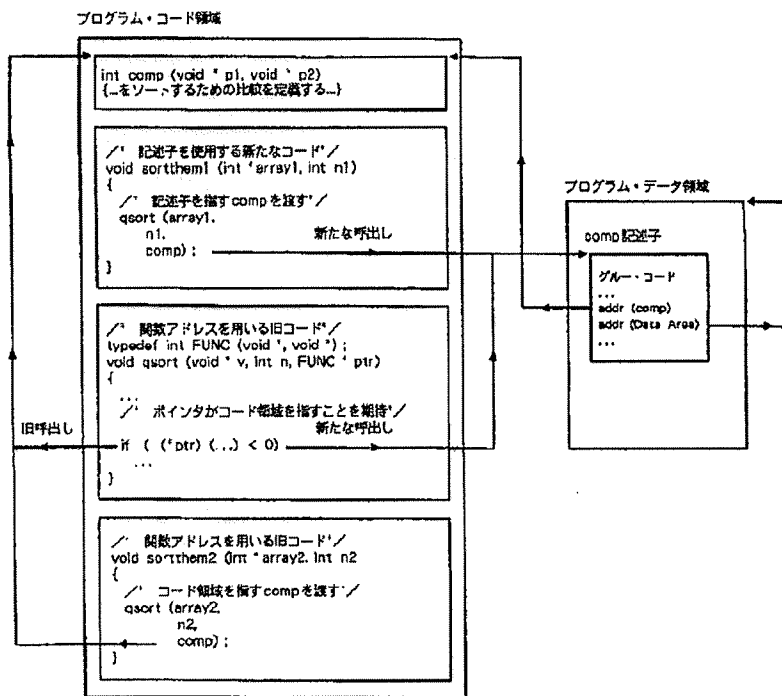 プログラム・コード領域
int comp (void * p1, void * p2)
{…をソートするための比較を定義する…}
/* 記述子を使用する新たなコード*/
void sortthem1 (int *array1, int n1)
{
/* 記述子を指すcompを渡す*/
qsort (array1,
n1,
comp) ;
新たな呼出し
}
/* 関数アドレスを用いる旧コード*/
typedef int FUNC (void *, void *) ;
void qsort (void * v, int n, FUNC * ptr)
{
...
/* ポインタがコード領域を指すことを期待*/
旧呼出し
新たな呼出し
if ( (*ptr) (...) < 0)
...
}
/* 関数アドレスを用いる旧コード*/
void sortthem2 (int * array2, int n2
{
/* コード領域を指すcompを渡す*/
qsort (array2,
n2,
comp) ;
}
プログラム・データ領域
comp記述子
グルー・コード
...
addr (comp)
addr (Data Area)
...